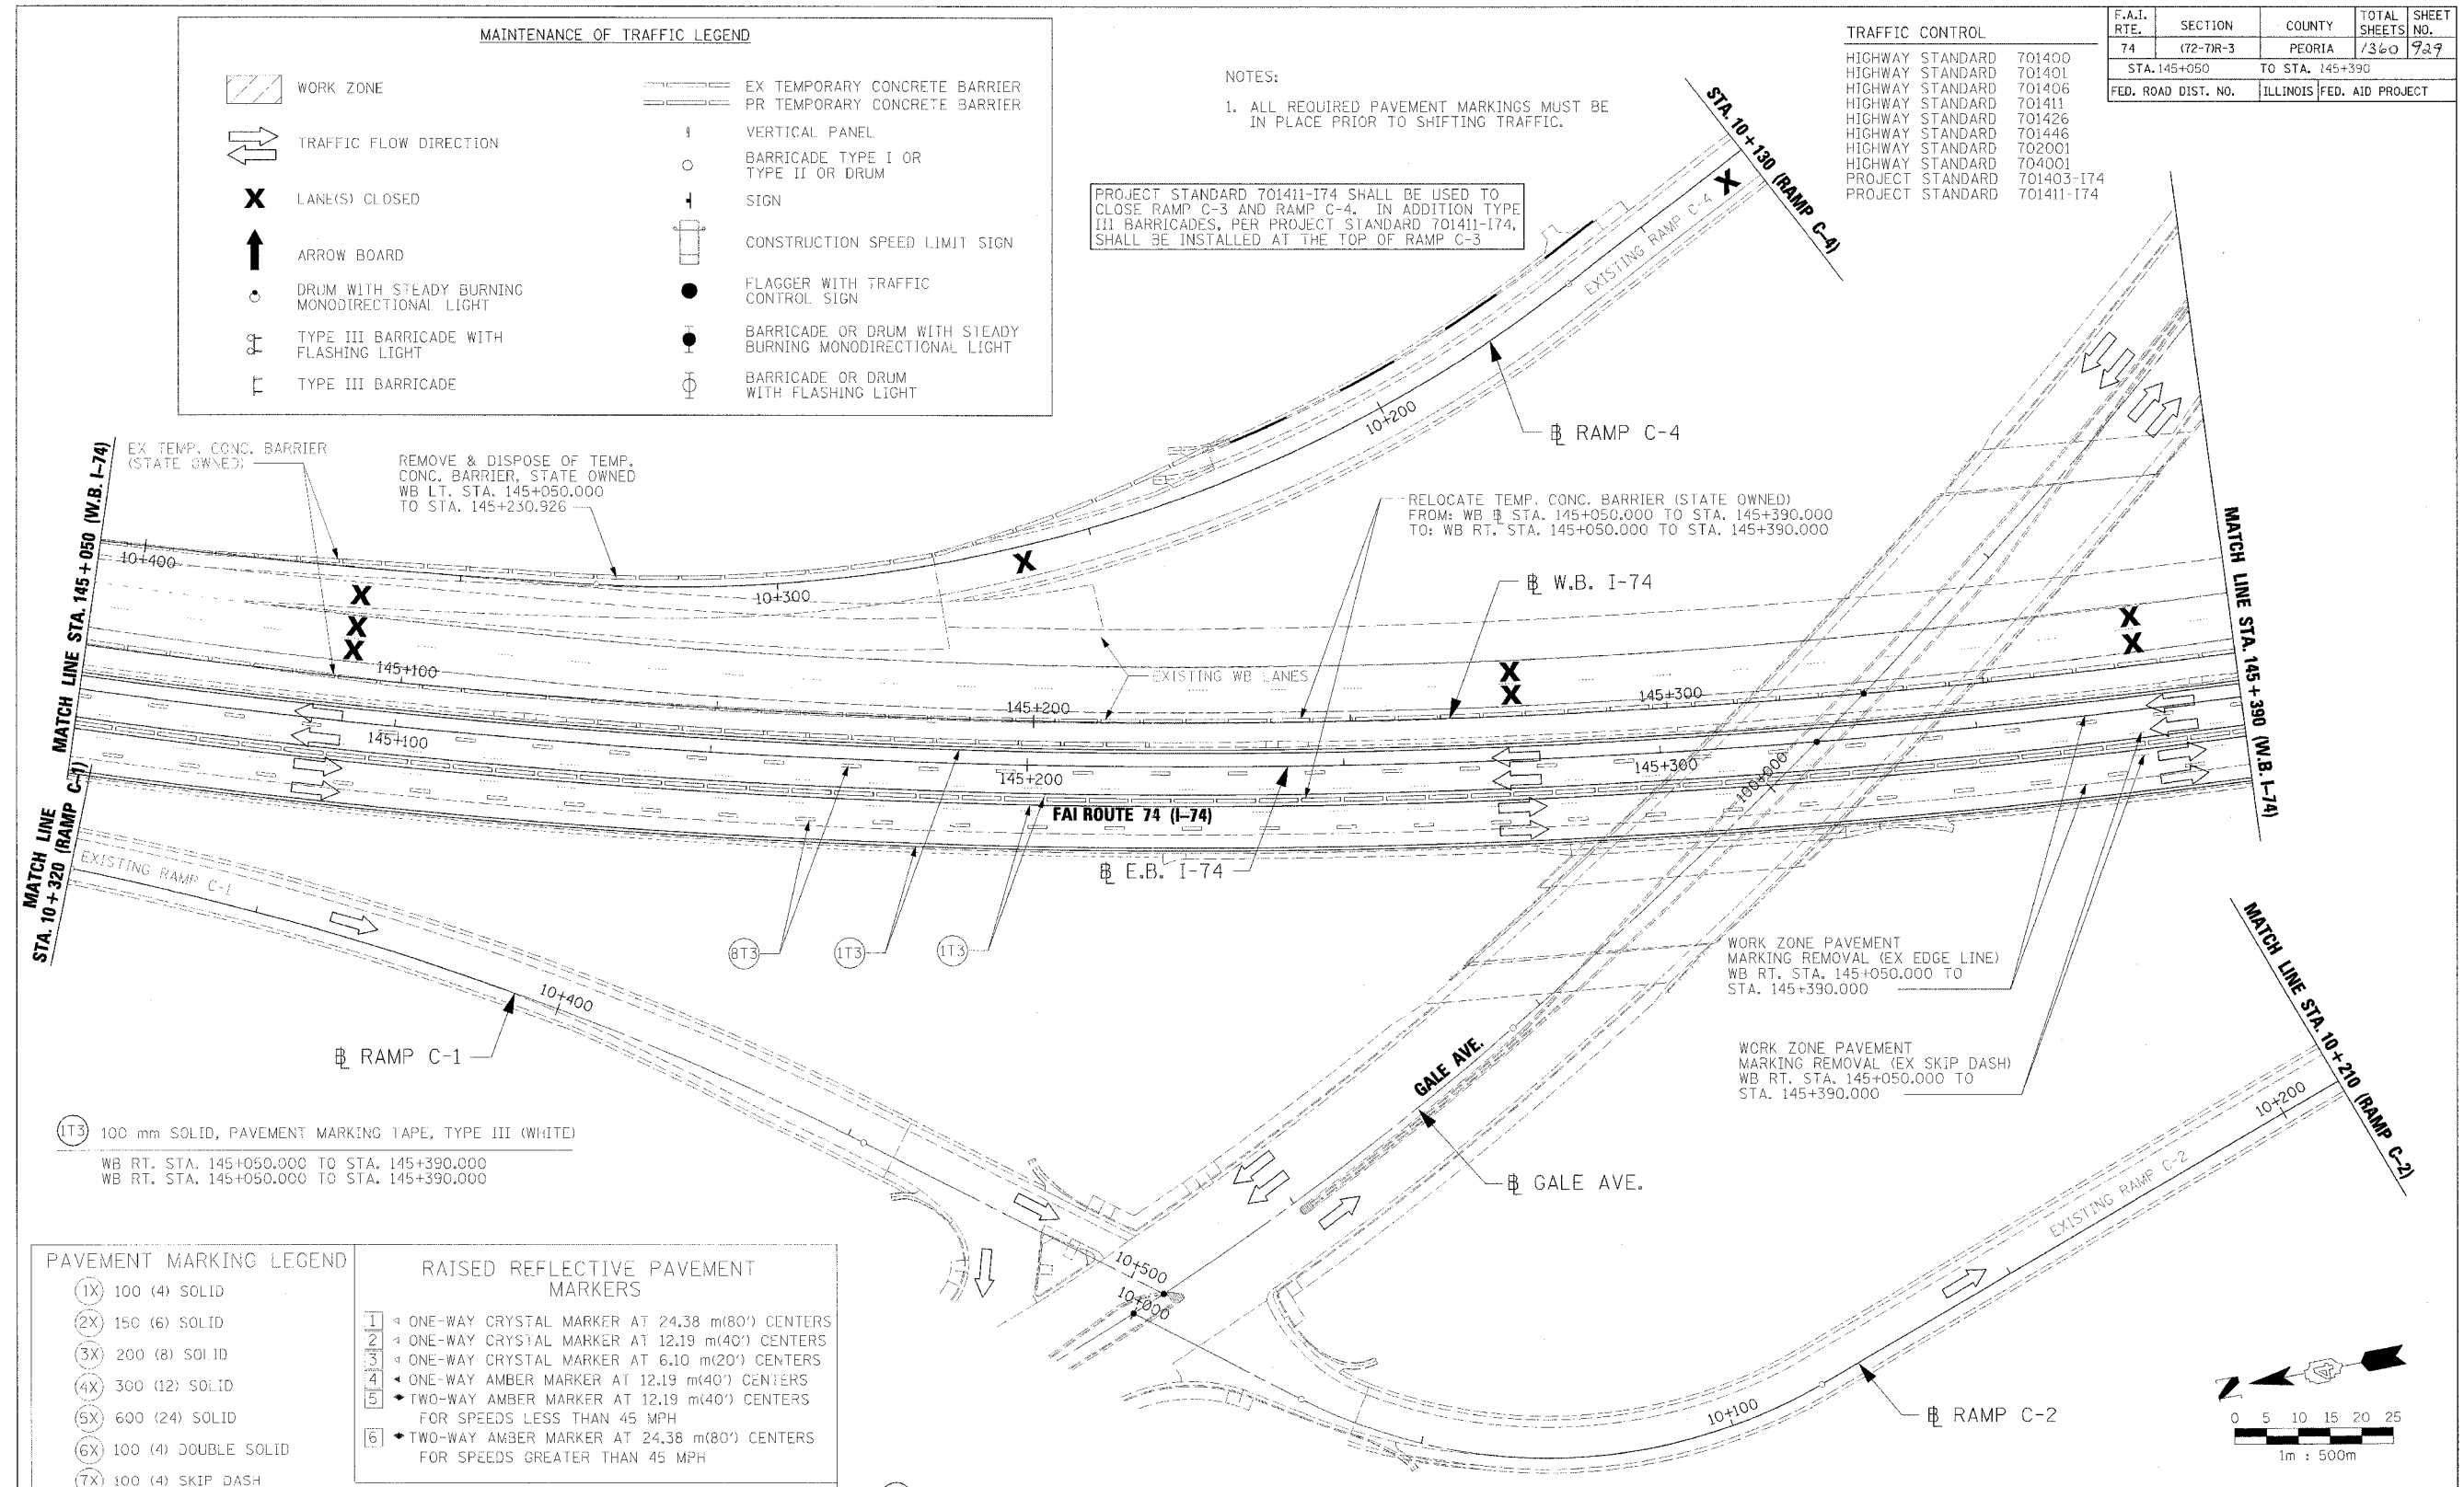 MAINTENANCE OF TRAFFIC LEGEND
WORK ZONE
TRAFFIC FLOW DIRECTION
X LANE(S) CLOSED
ARROW BOARD
DRUM WITH STEADY BURNING
MONODIRECTIONAL LIGHT
TYPE III BARRICADE WITH
FLASHING LIGHT
TYPE III BARRICADE
EX TEMPORARY CONCRETE BARRIER
PR TEMPORARY CONCRETE BARRIER
VERTICAL PANEL
BARRICADE TYPE I OR
TYPE II OR DRUM
SIGN
CONSTRUCTION SPEED LIMIT SIGN
FLAGGER WITH TRAFFIC
CONTROL SIGN
BARRICADE OR DRUM WITH STEADY
BURNING MONODIRECTIONAL LIGHT
BARRICADE OR DRUM
WITH FLASHING LIGHT
NOTES:
1. ALL REQUIRED PAVEMENT MARKINGS MUST BE
IN PLACE PRIOR TO SHIFTING TRAFFIC.
PROJECT STANDARD 701411-I74 SHALL BE USED TO
CLOSE RAMP C-3 AND RAMP C-4. IN ADDITION TYPE
III BARRICADES, PER PROJECT STANDARD 701411-I74,
SHALL BE INSTALLED AT THE TOP OF RAMP C-3
TRAFFIC CONTROL
HIGHWAY STANDARD 701400
HIGHWAY STANDARD 701401
HIGHWAY STANDARD 701406
HIGHWAY STANDARD 701411
HIGHWAY STANDARD 701426
HIGHWAY STANDARD 701446
HIGHWAY STANDARD 702001
HIGHWAY STANDARD 704001
PROJECT STANDARD 701403-I74
PROJECT STANDARD 701411-I74
F.A.I. RTE. SECTION COUNTY TOTAL SHEETS SHEET NO.
74 (72-7)R-3 PEORIA 1360 929
STA. 145+050 TO STA. 145+390
FED. ROAD DIST. NO. ILLINOIS FED. AID PROJECT
STA. 10+130 (RAMP C-4)
X
EXISTING RAMP C-4
10+200
℄ RAMP C-4
MATCH LINE STA. 145+050 (W.B. I-74)
EX TEMP. CONC. BARRIER
(STATE OWNED)
REMOVE & DISPOSE OF TEMP.
CONC. BARRIER, STATE OWNED
WB LT. STA. 145+050.000
TO STA. 145+230.926
RELOCATE TEMP. CONC. BARRIER (STATE OWNED)
FROM: WB ℄ STA. 145+050.000 TO STA. 145+390.000
TO: WB RT. STA. 145+050.000 TO STA. 145+390.000
℄ W.B. I-74
MATCH LINE STA. 145+390 (W.B. I-74)
10+400
10+300
X
X
X
X
X
X
X
X
145+100
145+200
145+300
EXISTING WB LANES
145+100
145+200
145+300
100+000
FAI ROUTE 74 (I-74)
℄ E.B. I-74
MATCH LINE
STA. 10+320 (RAMP C-1)
EXISTING RAMP C-1
8T3
1T3
1T3
10+400
℄ RAMP C-1
WORK ZONE PAVEMENT
MARKING REMOVAL (EX EDGE LINE)
WB RT. STA. 145+050.000 TO
STA. 145+390.000
WORK ZONE PAVEMENT
MARKING REMOVAL (EX SKIP DASH)
WB RT. STA. 145+050.000 TO
STA. 145+390.000
MATCH LINE STA. 10+210 (RAMP C-2)
10+200
GALE AVE.
℄ GALE AVE.
EXISTING RAMP C-2
1T3 100 mm SOLID, PAVEMENT MARKING TAPE, TYPE III (WHITE)
WB RT. STA. 145+050.000 TO STA. 145+390.000
WB RT. STA. 145+050.000 TO STA. 145+390.000
10+500
10+000
10+100
℄ RAMP C-2
PAVEMENT MARKING LEGEND
1X 100 (4) SOLID
2X 150 (6) SOLID
3X 200 (8) SOLID
4X 300 (12) SOLID
5X 600 (24) SOLID
6X 100 (4) DOUBLE SOLID
7X 100 (4) SKIP DASH
RAISED REFLECTIVE PAVEMENT
MARKERS
1 ONE-WAY CRYSTAL MARKER AT 24.38 m(80') CENTERS
2 ONE-WAY CRYSTAL MARKER AT 12.19 m(40') CENTERS
3 ONE-WAY CRYSTAL MARKER AT 6.10 m(20') CENTERS
4 ONE-WAY AMBER MARKER AT 12.19 m(40') CENTERS
5 TWO-WAY AMBER MARKER AT 12.19 m(40') CENTERS
FOR SPEEDS LESS THAN 45 MPH
6 TWO-WAY AMBER MARKER AT 24.38 m(80') CENTERS
FOR SPEEDS GREATER THAN 45 MPH
Z
0 5 10 15 20 25
1m : 500m